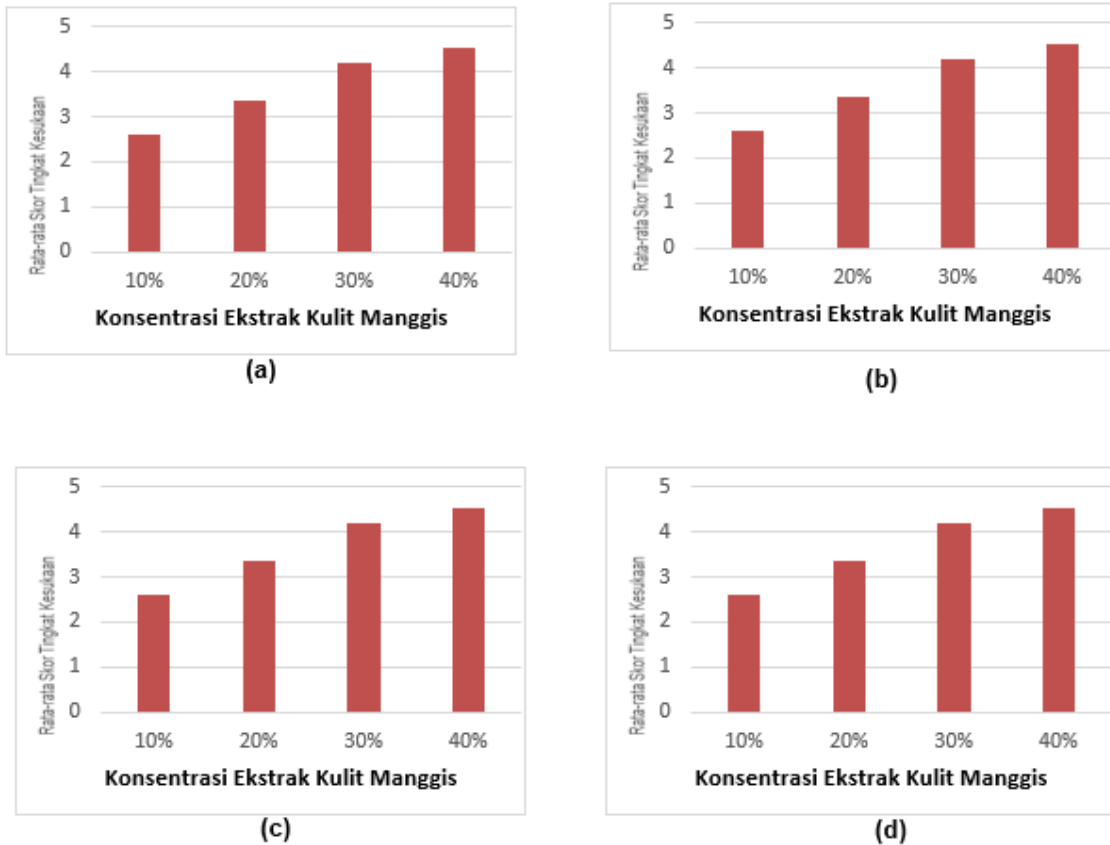 5
4
3
2
1
0
Rata-rata Skor Tingkat Kesukaan
10% 20% 30% 40%
Konsentrasi Ekstrak Kulit Manggis
(a)
5
4
3
2
1
0
Rata-rata Skor Tingkat Kesukaan
10% 20% 30% 40%
Konsentrasi Ekstrak Kulit Manggis
(b)
5
4
3
2
1
0
Rata-rata Skor Tingkat Kesukaan
10% 20% 30% 40%
Konsentrasi Ekstrak Kulit Manggis
(c)
5
4
3
2
1
0
Rata-rata Skor Tingkat Kesukaan
10% 20% 30% 40%
Konsentrasi Ekstrak Kulit Manggis
(d)